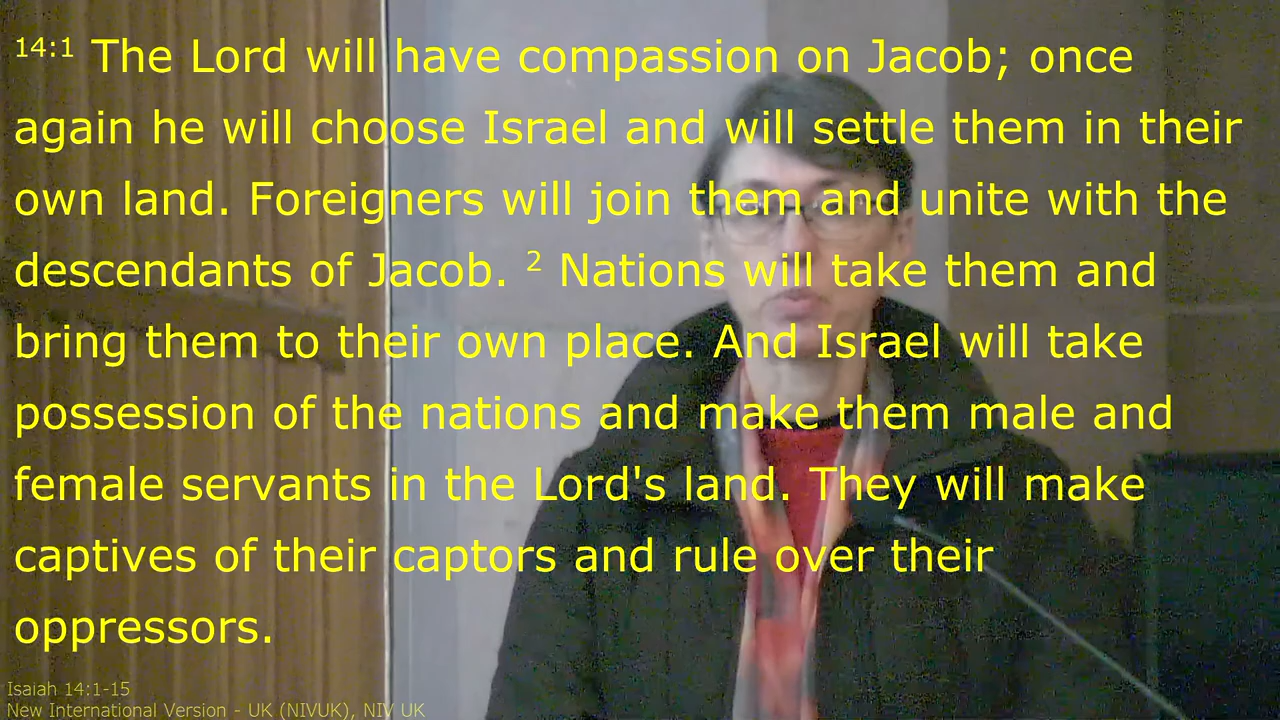 14:1 The Lord will have compassion on Jacob; once
again he will choose Israel and will settle them in their
own land. Foreigners will join them and unite with the
descendants of Jacob. 2 Nations will take them and
bring them to their own place. And Israel will take
possession of the nations and make them male and
female servants in the Lord's land. They will make
captives of their captors and rule over their
oppressors.
Isaiah 14:1-15
New International Version - UK (NIVUK), NIV UK